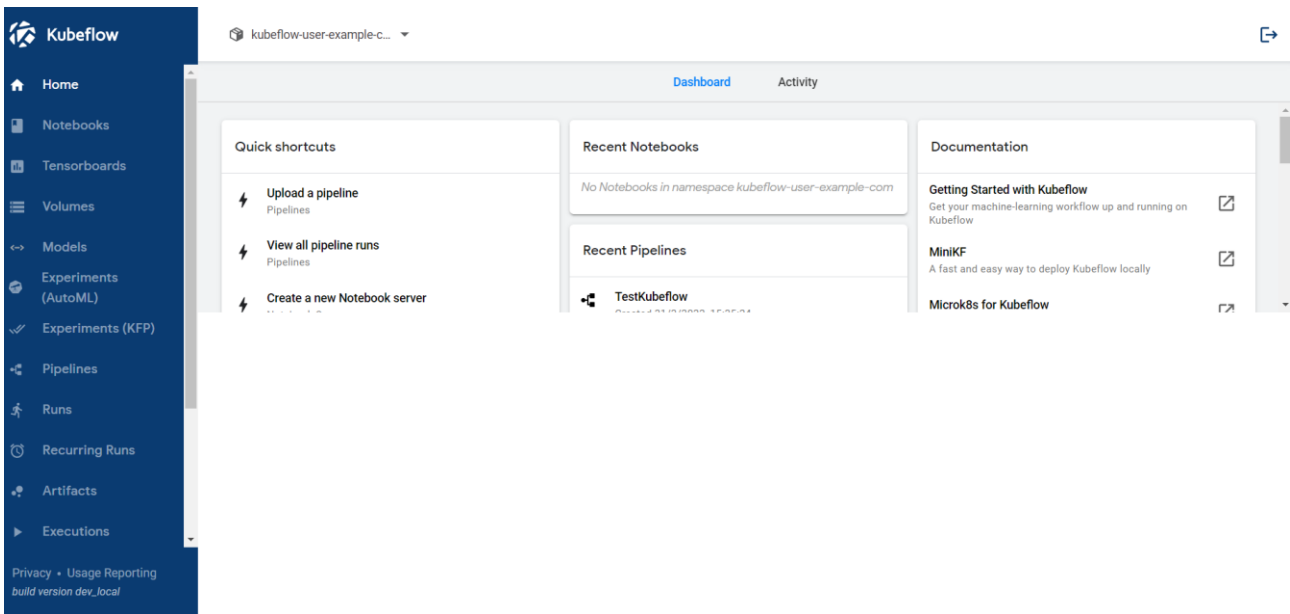 Kubeflow
kubeflow-user-example-c...
Home
Notebooks
Tensorboards
Volumes
Models
Experiments
(AutoML)
Experiments (KFP)
Pipelines
Runs
Recurring Runs
Artifacts
Executions
Privacy • Usage Reporting
build version dev_local
Dashboard
Activity
Quick shortcuts
Upload a pipeline
Pipelines
View all pipeline runs
Pipelines
Create a new Notebook server
Recent Notebooks
No Notebooks in namespace kubeflow-user-example-com
Recent Pipelines
TestKubeflow
Documentation
Getting Started with Kubeflow
Get your machine-learning workflow up and running on
Kubeflow
MiniKF
A fast and easy way to deploy Kubeflow locally
Microk8s for Kubeflow